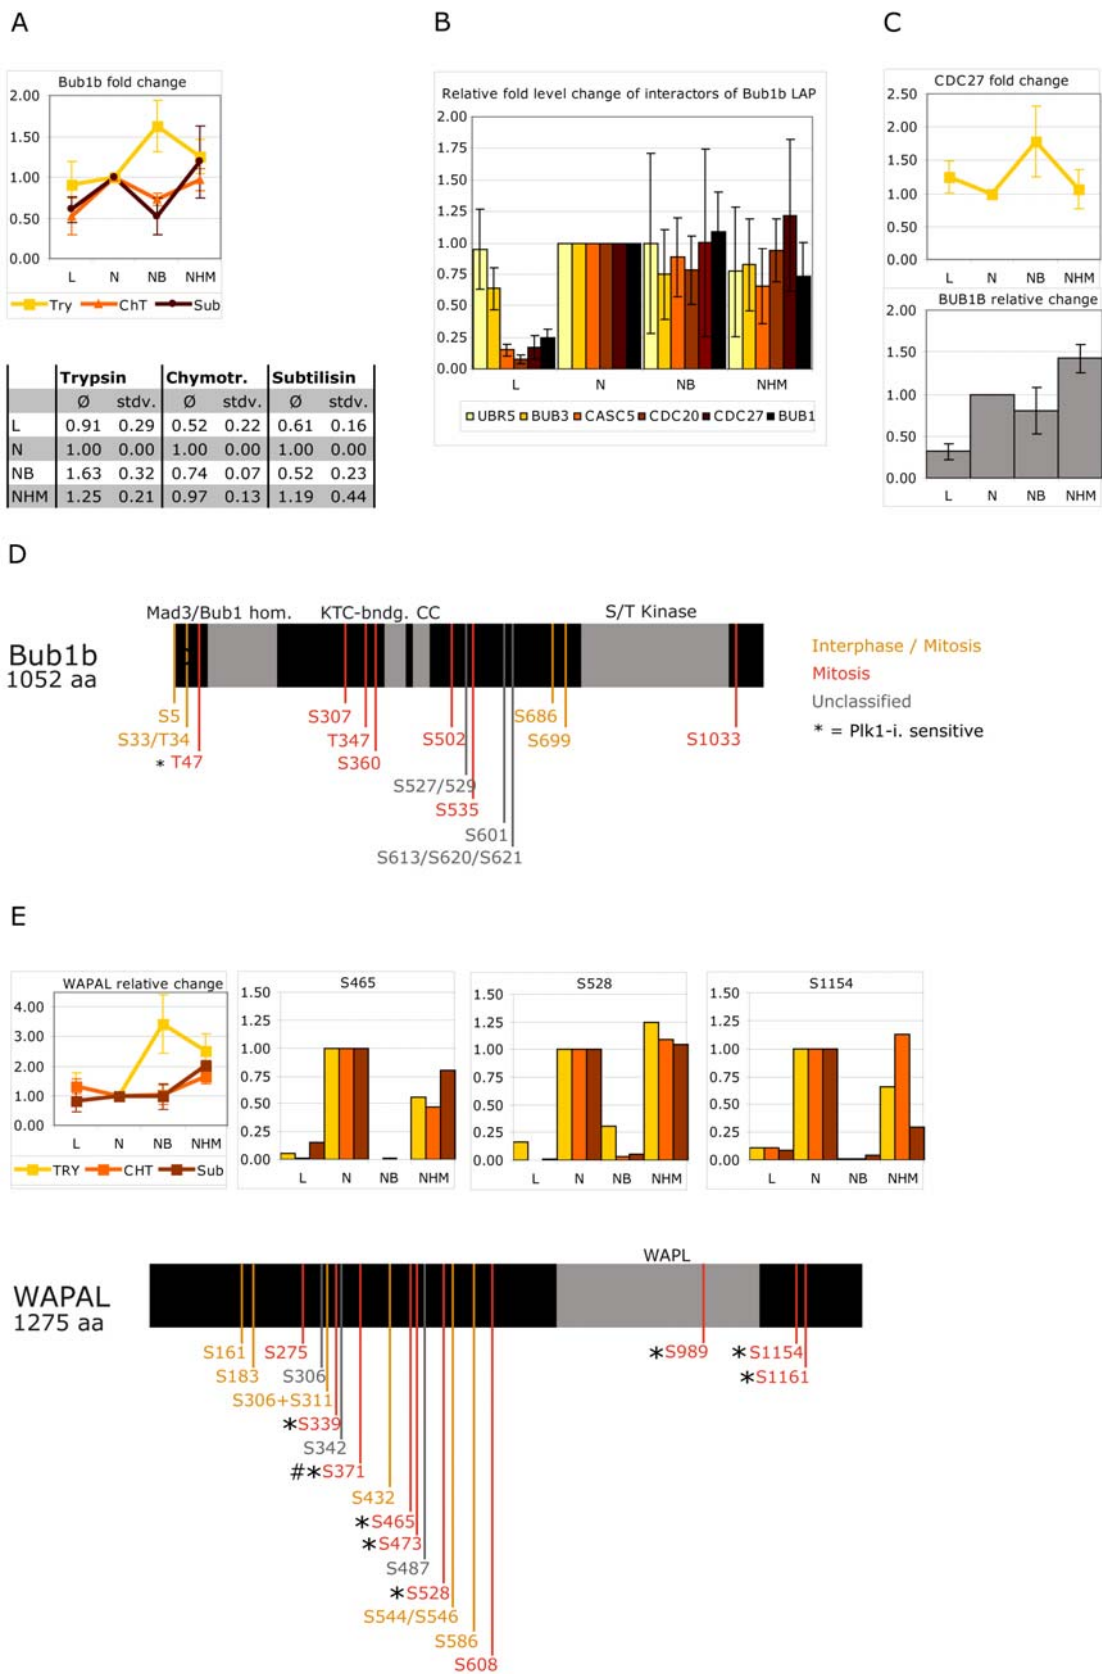 A
Bub1b fold change
2.00
1.50
1.00
0.50
0.00
L N NB NHM
Try ChT Sub
Trypsin Chymotr. Subtilisin
Ø stdv. Ø stdv. Ø stdv.
L 0.91 0.29 0.52 0.22 0.61 0.16
N 1.00 0.00 1.00 0.00 1.00 0.00
NB 1.63 0.32 0.74 0.07 0.52 0.23
NHM 1.25 0.21 0.97 0.13 1.19 0.44
B
Relative fold level change of interactors of Bub1b LAP
2.00
1.75
1.50
1.25
1.00
0.75
0.50
0.25
0.00
L N NB NHM
UBR5 BUB3 CASC5 CDC20 CDC27 BUB1
C
CDC27 fold change
2.50
2.00
1.50
1.00
0.50
0.00
L N NB NHM
BUB1B relative change
2.00
1.50
1.00
0.50
0.00
L N NB NHM
D
Mad3/Bub1 hom. KTC-bndg. CC S/T Kinase
Bub1b
1052 aa
S5 S307 S502 S686
S33/T34 T347 S699 S1033
* T47 S360
S527/529
S535
S601
S613/S620/S621
Interphase / Mitosis
Mitosis
Unclassified
* = Plk1-i. sensitive
E
WAPAL relative change
4.00
3.00
2.00
1.00
0.00
L N NB NHM
TRY CHT Sub
S465
1.50
1.25
1.00
0.75
0.50
0.25
0.00
L N NB NHM
S528
1.50
1.25
1.00
0.75
0.50
0.25
0.00
L N NB NHM
S1154
1.50
1.25
1.00
0.75
0.50
0.25
0.00
L N NB NHM
WAPL
WAPAL
1275 aa
S161 S275 *S989 *S1154
S183 S306 *S1161
S306+S311
*S339
S342
#*S371
S432
*S465
*S473
S487
*S528
S544/S546
S586
S608